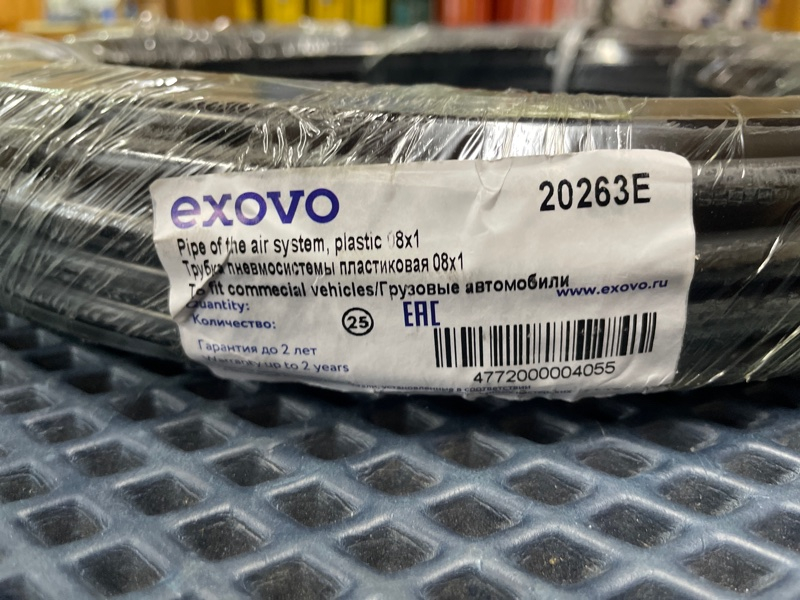 exovo
20263E
Pipe of the air system, plastic 08x1
Трубка пневмосистемы пластиковая 08x1
To fit commecial vehicles/Грузовые автомобили
www.exovo.ru
Quantity:
Количество:
25
EAC
Гарантия до 2 лет
Warranty up to 2 years
4772000004055